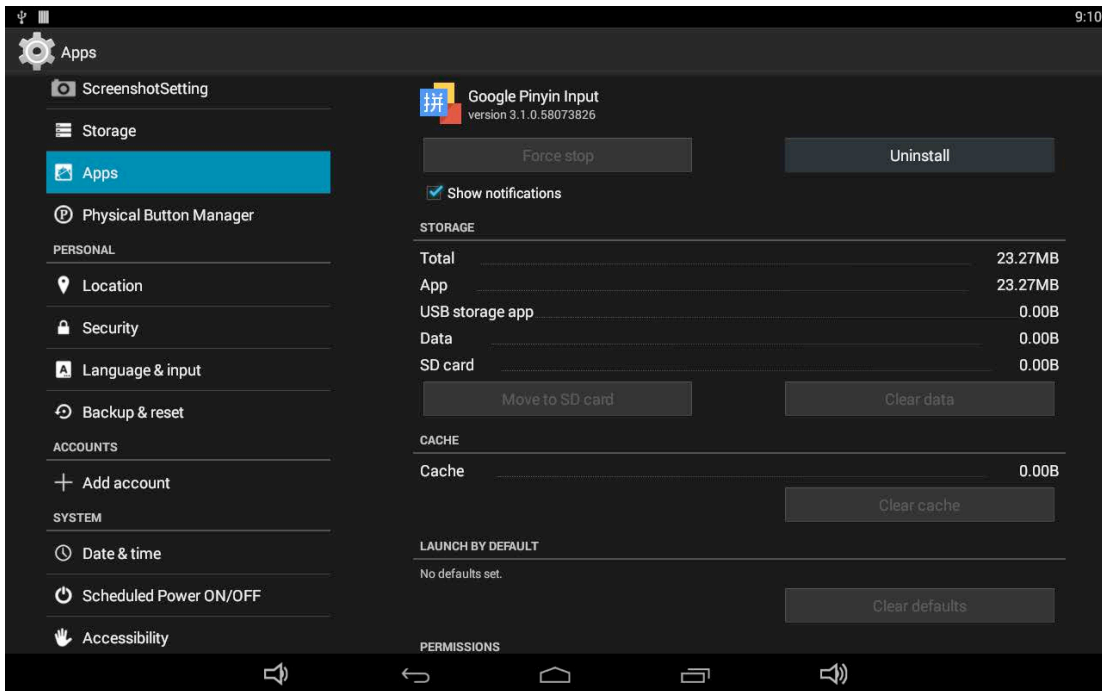 9:10
Apps
ScreenshotSetting
Storage
Apps
Physical Button Manager
PERSONAL
Location
Security
Language & input
Backup & reset
ACCOUNTS
Add account
SYSTEM
Date & time
Scheduled Power ON/OFF
Accessibility
拼
Google Pinyin Input
version 3.1.0.58073826
Force stop Uninstall
Show notifications
STORAGE
Total 23.27MB
App 23.27MB
USB storage app 0.00B
Data 0.00B
SD card 0.00B
Move to SD card Clear data
CACHE
Cache 0.00B
Clear cache
LAUNCH BY DEFAULT
No defaults set.
Clear defaults
PERMISSIONS